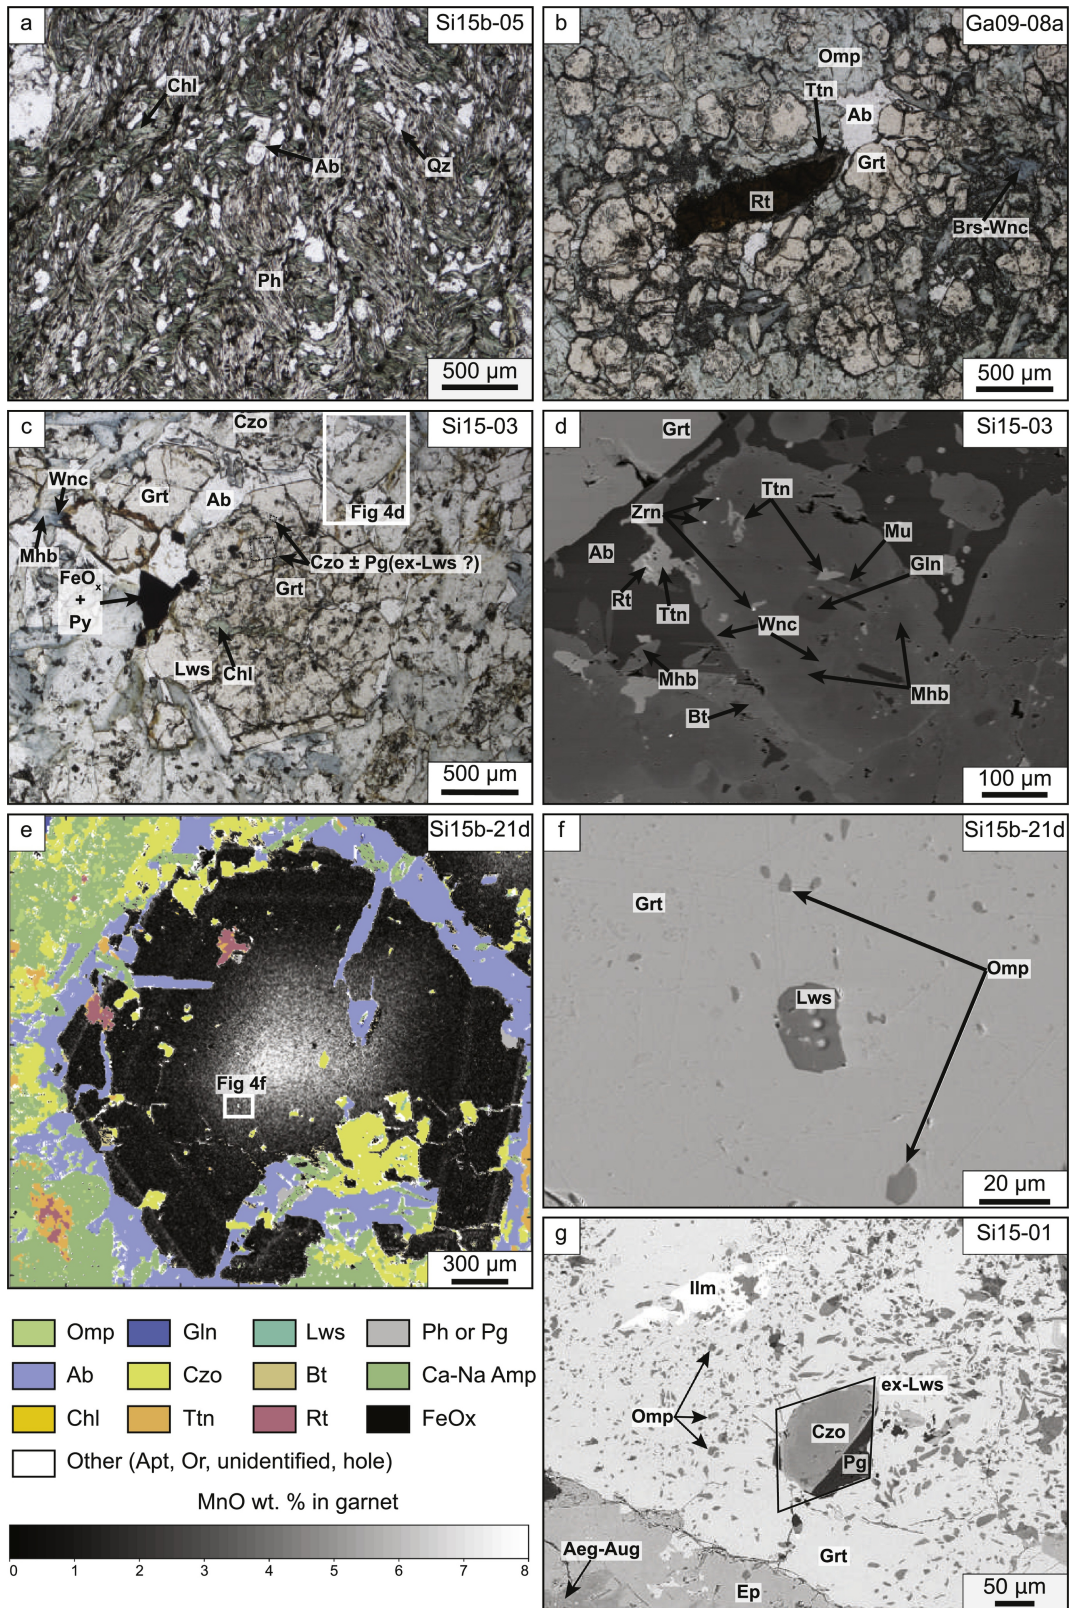 a
Si15b-05
Chl
Ab
Qz
Ph
500 µm
b
Ga09-08a
Omp
Ttn
Ab
Grt
Rt
Brs-Wnc
500 µm
c
Si15-03
Czo
Wnc
Grt
Ab
Fig 4d
Mhb
Czo ± Pg(ex-Lws ?)
FeOₓ
+
Py
Grt
Lws
Chl
500 µm
d
Si15-03
Grt
Ttn
Zrn
Mu
Ab
Gln
Rt
Ttn
Wnc
Mhb
Mhb
Bt
100 µm
e
Si15b-21d
Fig 4f
300 µm
f
Si15b-21d
Grt
Omp
Lws
20 µm
g
Si15-01
Ilm
ex-Lws
Omp
Czo
Pg
Aeg-Aug
Grt
Ep
50 µm
Omp Gln Lws Ph or Pg
Ab Czo Bt Ca-Na Amp
Chl Ttn Rt FeOx
Other (Apt, Or, unidentified, hole)
MnO wt. % in garnet
0 1 2 3 4 5 6 7 8